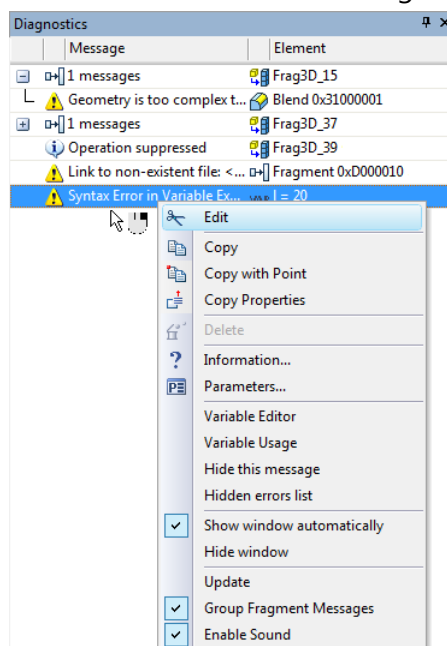 Diagnostics
Message Element
1 messages Frag3D_15
Geometry is too complex t... Blend 0x31000001
1 messages Frag3D_37
Operation suppressed Frag3D_39
Link to non-existent file: <... Fragment 0xD000010
Syntax Error in Variable Ex... VAR l = 20
Edit
Copy
Copy with Point
Copy Properties
Delete
Information...
Parameters...
Variable Editor
Variable Usage
Hide this message
Hidden errors list
Show window automatically
Hide window
Update
Group Fragment Messages
Enable Sound